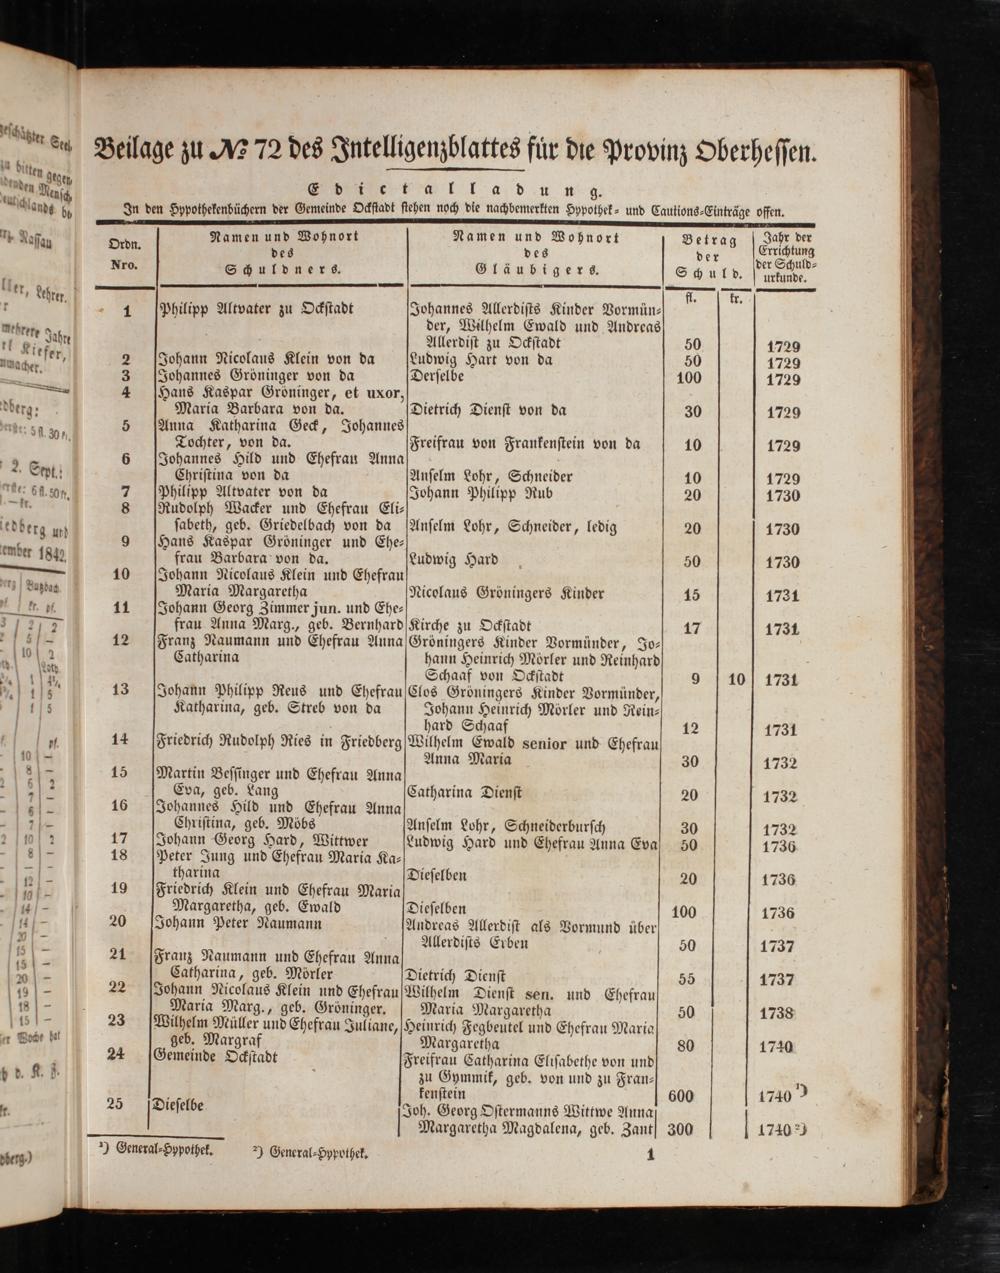 Beilage zu No 72 des Intelligenzblattes für die Provinz Oberhessen.
Edictalladung.
In den Hypothekenbüchern der Gemeinde Ockstadt stehen noch die nachbemerkten Hypothek- und Cautions-Einträge offen.
Ordn. Nro. | Namen und Wohnort des Schuldners. | Namen und Wohnort des Gläubigers. | Betrag der Schuld. | Jahr der Errichtung der Schuld-urkunde.
fl. kr.
1 Philipp Altvater zu Ockstadt Johannes Allerdists Kinder Vormün-
der, Wilhelm Ewald und Andreas
Allerdist zu Ockstadt 50 1729
2 Johann Nicolaus Klein von da Ludwig Hart von da 50 1729
3 Johannes Gröninger von da Derselbe 100 1729
4 Hans Kaspar Gröninger, et uxor,
Maria Barbara von da. Dietrich Dienst von da 30 1729
5 Anna Katharina Geck, Johannes
Tochter, von da. Freifrau von Frankenstein von da 10 1729
6 Johannes Hild und Ehefrau Anna
Christina von da Anselm Lohr, Schneider 10 1729
7 Philipp Altvater von da Johann Philipp Rub 20 1730
8 Rudolph Wacker und Ehefrau Eli-
sabeth, geb. Griedelbach von da Anselm Lohr, Schneider, ledig 20 1730
9 Hans Kaspar Gröninger und Ehe-
frau Barbara von da. Ludwig Hard 50 1730
10 Johann Nicolaus Klein und Ehefrau
Maria Margaretha Nicolaus Gröningers Kinder 15 1731
11 Johann Georg Zimmer jun. und Ehe-
frau Anna Marg., geb. Bernhard Kirche zu Ockstadt 17 1731
12 Franz Naumann und Ehefrau Anna Gröningers Kinder Vormünder, Jo-
Catharina hann Heinrich Mörler und Reinhard
Schaaf von Ockstadt 9 10 1731
13 Johann Philipp Reus und Ehefrau Clos Gröningers Kinder Vormünder,
Katharina, geb. Streb von da Johann Heinrich Mörler und Rein-
hard Schaaf 12 1731
14 Friedrich Rudolph Ries in Friedberg Wilhelm Ewald senior und Ehefrau
Anna Maria 30 1732
15 Martin Bessinger und Ehefrau Anna
Eva, geb. Lang Catharina Dienst 20 1732
16 Johannes Hild und Ehefrau Anna
Christina, geb. Möbs Anselm Lohr, Schneiderbursch 30 1732
17 Johann Georg Hard, Wittwer Ludwig Hard und Ehefrau Anna Eva 50 1736
18 Peter Jung und Ehefrau Maria Ka-
tharina Dieselben 20 1736
19 Friedrich Klein und Ehefrau Maria
Margaretha, geb. Ewald Dieselben 100 1736
20 Johann Peter Naumann Andreas Allerdist als Vormund über
Allerdists Erben 50 1737
21 Franz Naumann und Ehefrau Anna
Catharina, geb. Mörler Dietrich Dienst 55 1737
22 Johann Nicolaus Klein und Ehefrau Wilhelm Dienst sen. und Ehefrau
Maria Marg., geb. Gröninger. Maria Margaretha 50 1738
23 Wilhelm Müller und Ehefrau Juliane, Heinrich Fegbeutel und Ehefrau Maria
geb. Margraf Margaretha 80 1740
24 Gemeinde Ockstadt Freifrau Catharina Elisabethe von und
zu Gymmik, geb. von und zu Fran-
kenstein 600 1740 ¹)
25 Dieselbe Joh. Georg Ostermanns Wittwe Anna
Margaretha Magdalena, geb. Zant 300 1740 ²)
¹) General-Hypothek. ²) General-Hypothek.
1